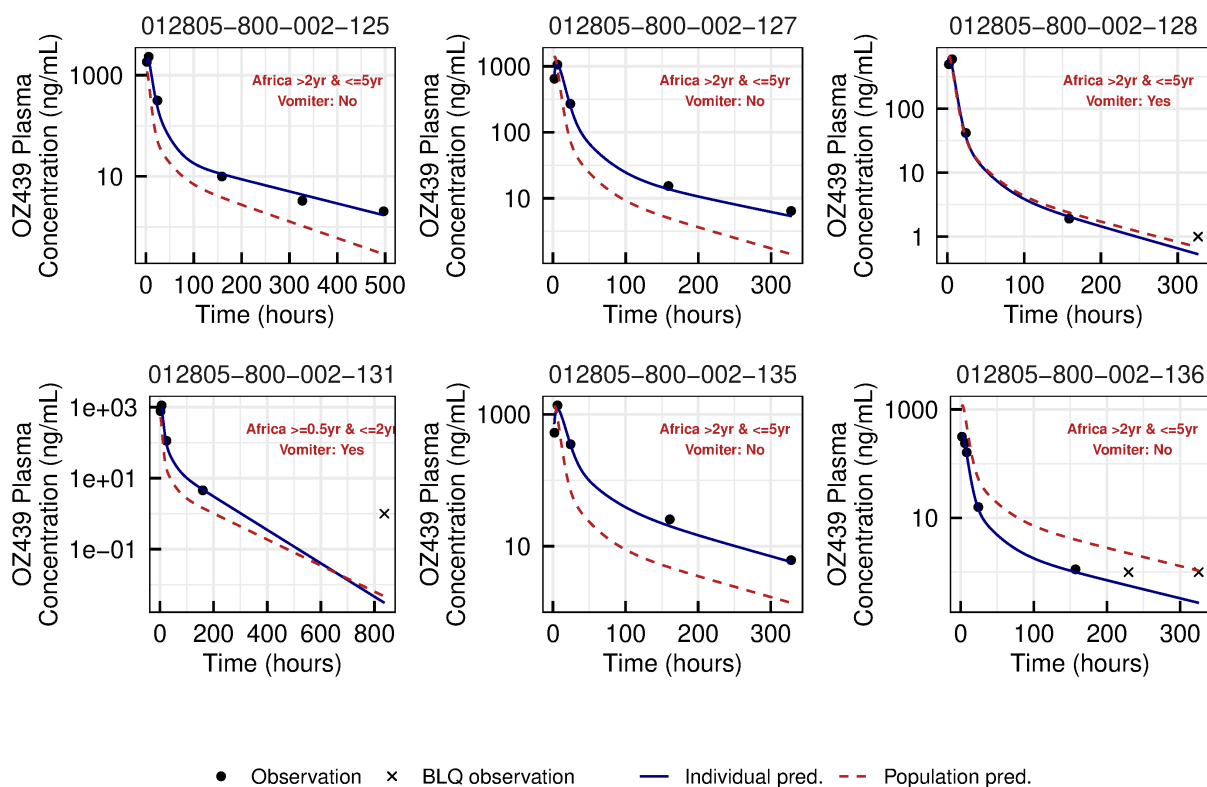 012805−800−002−125
OZ439 Plasma
Concentration (ng/mL)
1000
10
Africa >2yr & <=5yr
Vomiter: No
0 100 200 300 400 500
Time (hours)
012805−800−002−127
OZ439 Plasma
Concentration (ng/mL)
1000
100
10
Africa >2yr & <=5yr
Vomiter: No
0 100 200 300
Time (hours)
012805−800−002−128
OZ439 Plasma
Concentration (ng/mL)
100
10
1
Africa >2yr & <=5yr
Vomiter: Yes
0 100 200 300
Time (hours)
012805−800−002−131
OZ439 Plasma
Concentration (ng/mL)
1e+03
1e+01
1e−01
Africa >=0.5yr & <=2yr
Vomiter: Yes
0 200 400 600 800
Time (hours)
012805−800−002−135
OZ439 Plasma
Concentration (ng/mL)
1000
10
Africa >2yr & <=5yr
Vomiter: No
0 100 200 300
Time (hours)
012805−800−002−136
OZ439 Plasma
Concentration (ng/mL)
1000
10
Africa >2yr & <=5yr
Vomiter: No
0 100 200 300
Time (hours)
Observation BLQ observation Individual pred. Population pred.